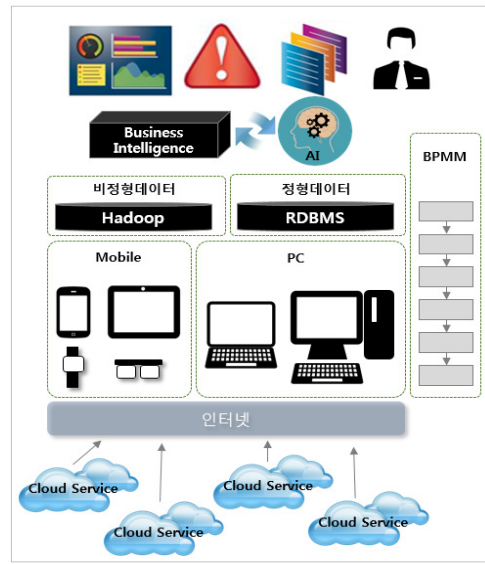 Business
Intelligence
AI
BPMM
비정형데이터
정형데이터
Hadoop
RDBMS
Mobile
PC
인터넷
Cloud Service
Cloud Service
Cloud Service
Cloud Service